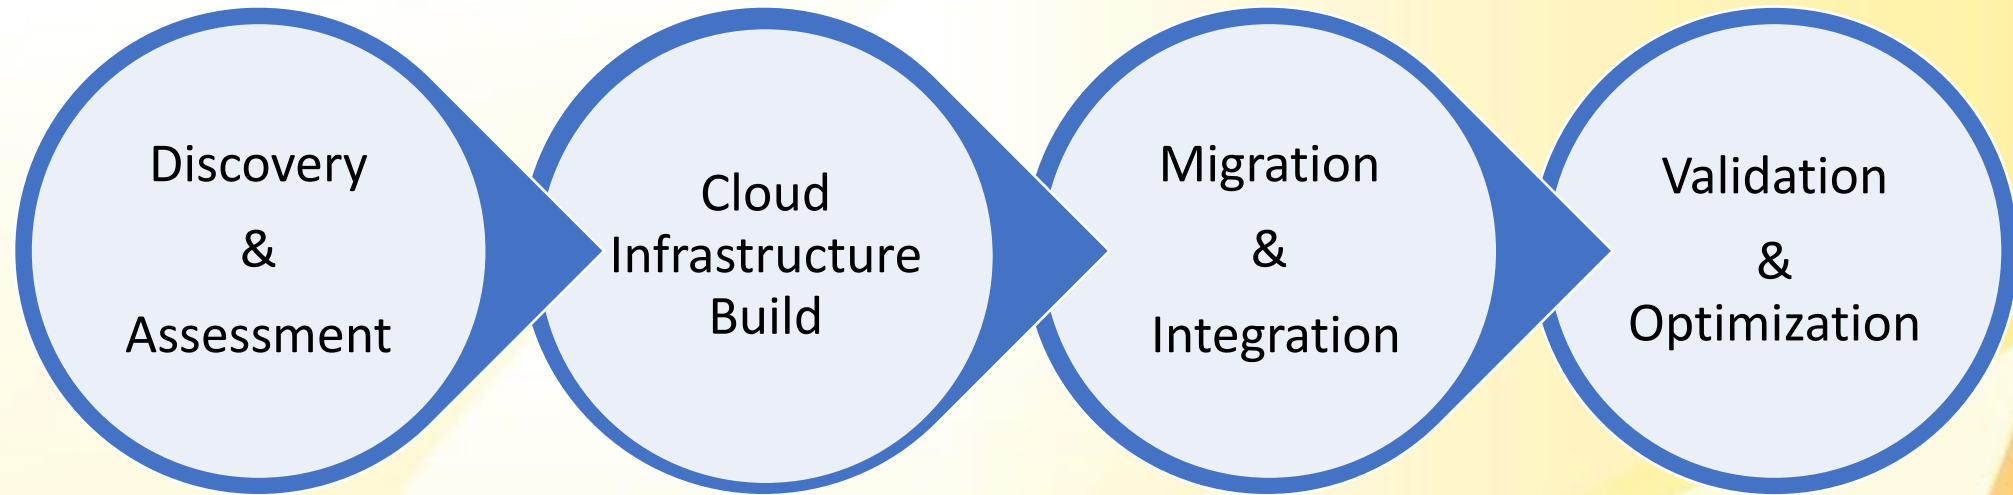 Discovery
&
Assessment
Cloud
Infrastructure
Build
Migration
&
Integration
Validation
&
Optimization